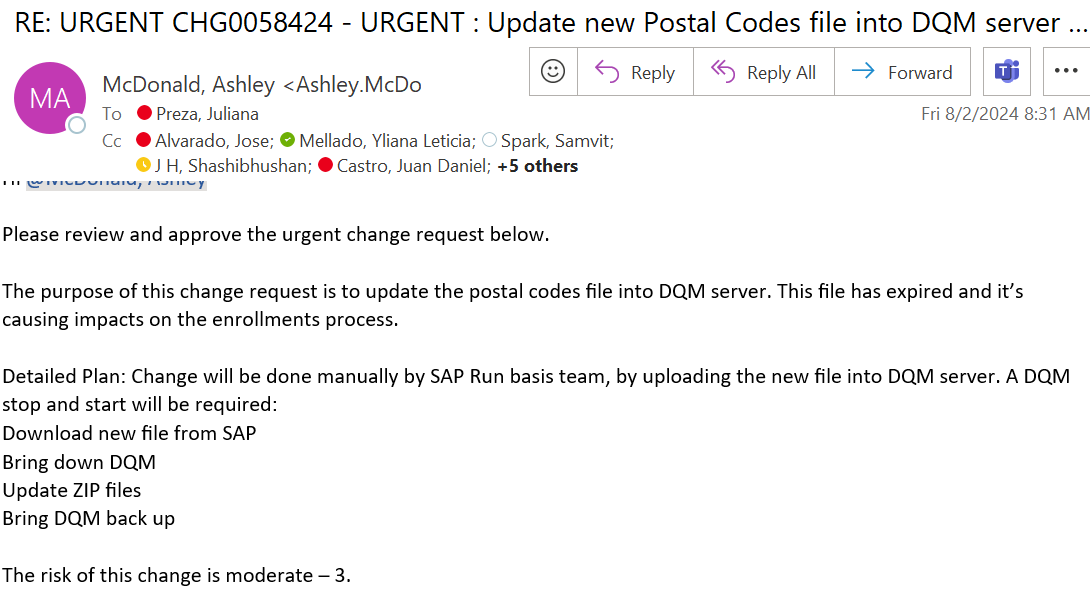 RE: URGENT CHG0058424 - URGENT : Update new Postal Codes file into DQM server ...
MA
McDonald, Ashley <Ashley.McDo
Reply
Reply All
Forward
To Preza, Juliana
Fri 8/2/2024 8:31 AM
Cc Alvarado, Jose; Mellado, Yliana Leticia; Spark, Samvit;
J H, Shashibhushan; Castro, Juan Daniel; +5 others
Hi @McDonald, Ashley
Please review and approve the urgent change request below.
The purpose of this change request is to update the postal codes file into DQM server. This file has expired and it's
causing impacts on the enrollments process.
Detailed Plan: Change will be done manually by SAP Run basis team, by uploading the new file into DQM server. A DQM
stop and start will be required:
Download new file from SAP
Bring down DQM
Update ZIP files
Bring DQM back up
The risk of this change is moderate – 3.